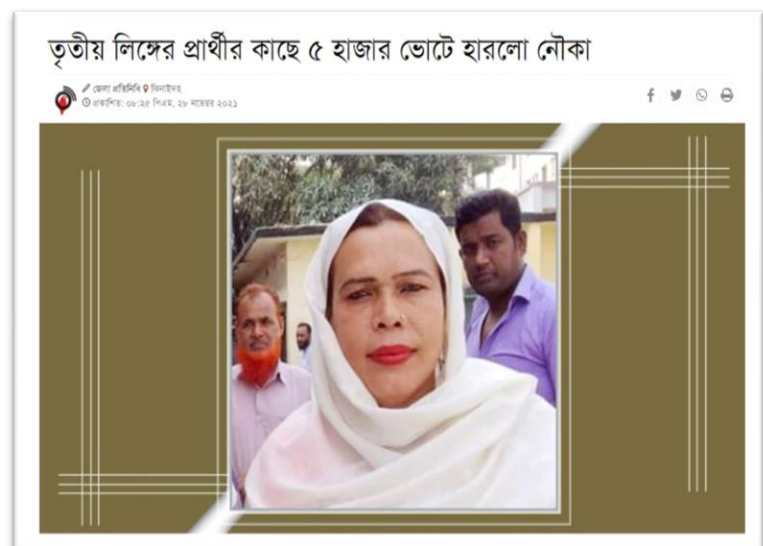 তৃতীয় লিঙ্গের প্রার্থীর কাছে ৫ হাজার ভোটে হারলো নৌকা
জেলা প্রতিনিধি ঝিনাইদহ
প্রকাশিত: ০৮:২৫ পিএম, ২৮ নভেম্বর ২০২১